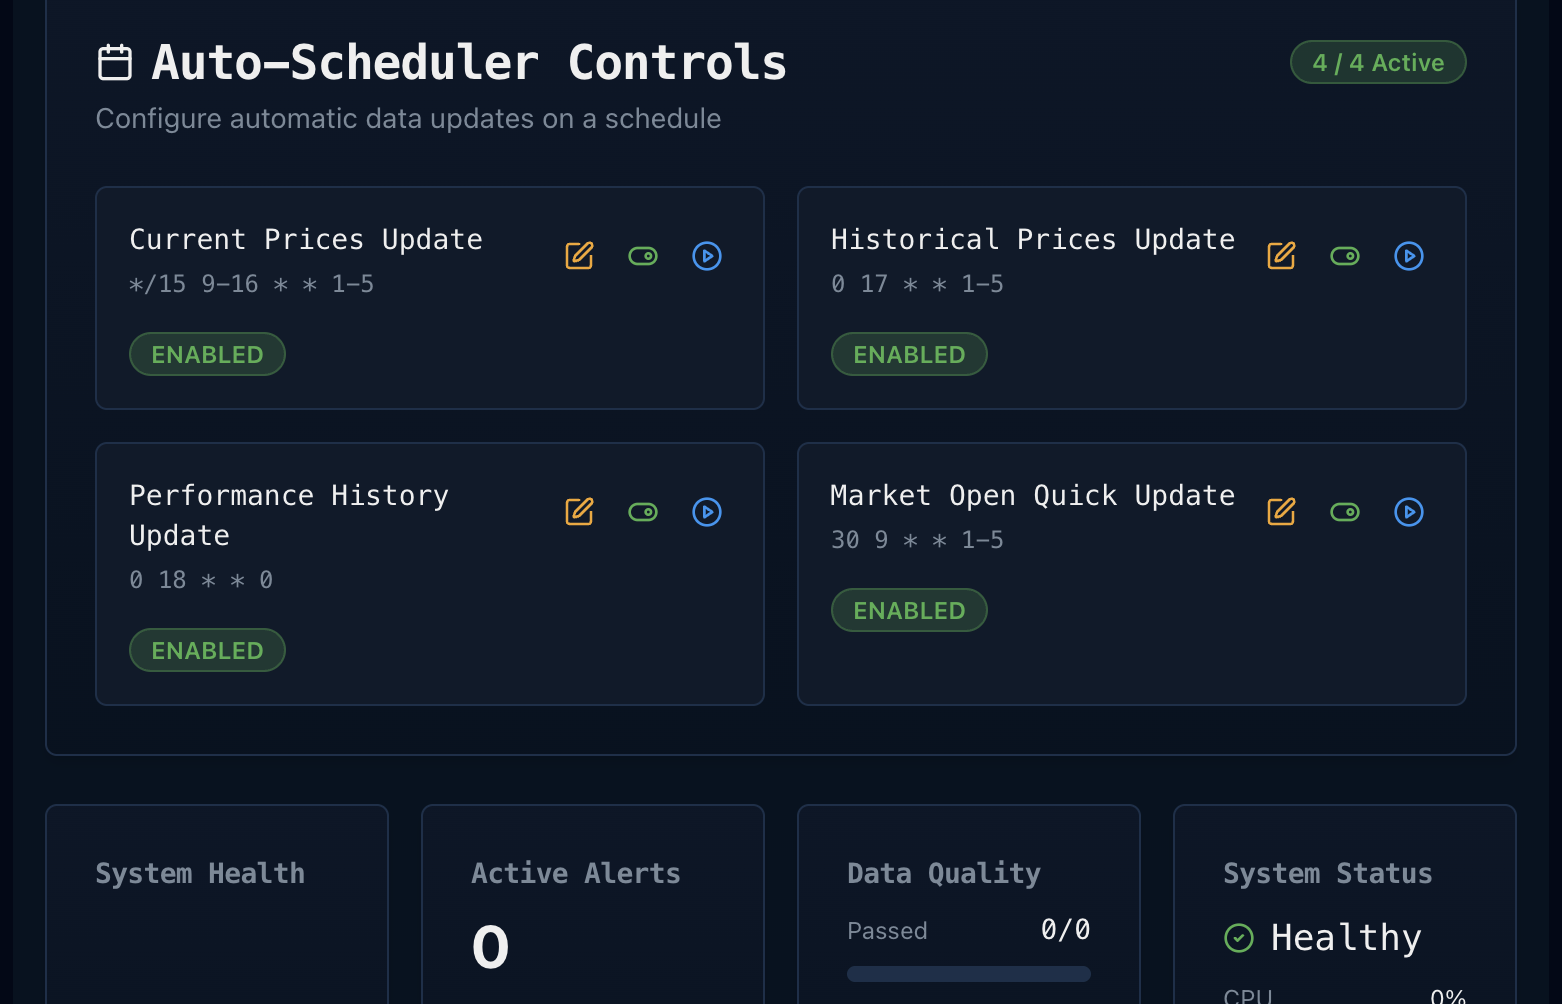 Auto-Scheduler Controls
4 / 4 Active
Configure automatic data updates on a schedule
Current Prices Update
*/15 9-16 * * 1-5
ENABLED
Historical Prices Update
0 17 * * 1-5
ENABLED
Performance History
Update
0 18 * * 0
ENABLED
Market Open Quick Update
30 9 * * 1-5
ENABLED
System Health
Active Alerts
0
Data Quality
Passed 0/0
System Status
Healthy
CPU 0%